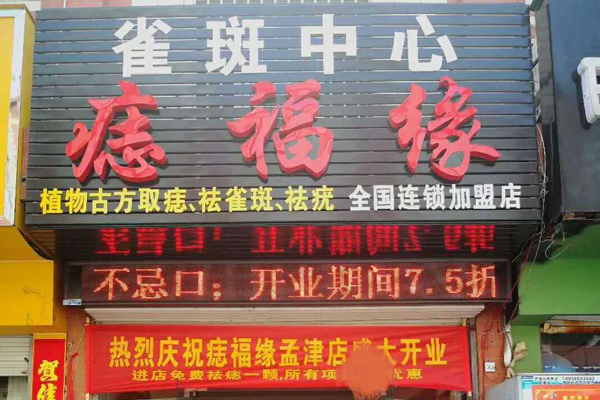 雀斑中心
痣福缘
植物古方取痣、祛雀斑、祛疣 全国连锁加盟店
不忌口；开业期间7.5折
热烈庆祝痣福缘孟津店盛大开业
进店免费祛痣一颗,所有项 优惠
贺